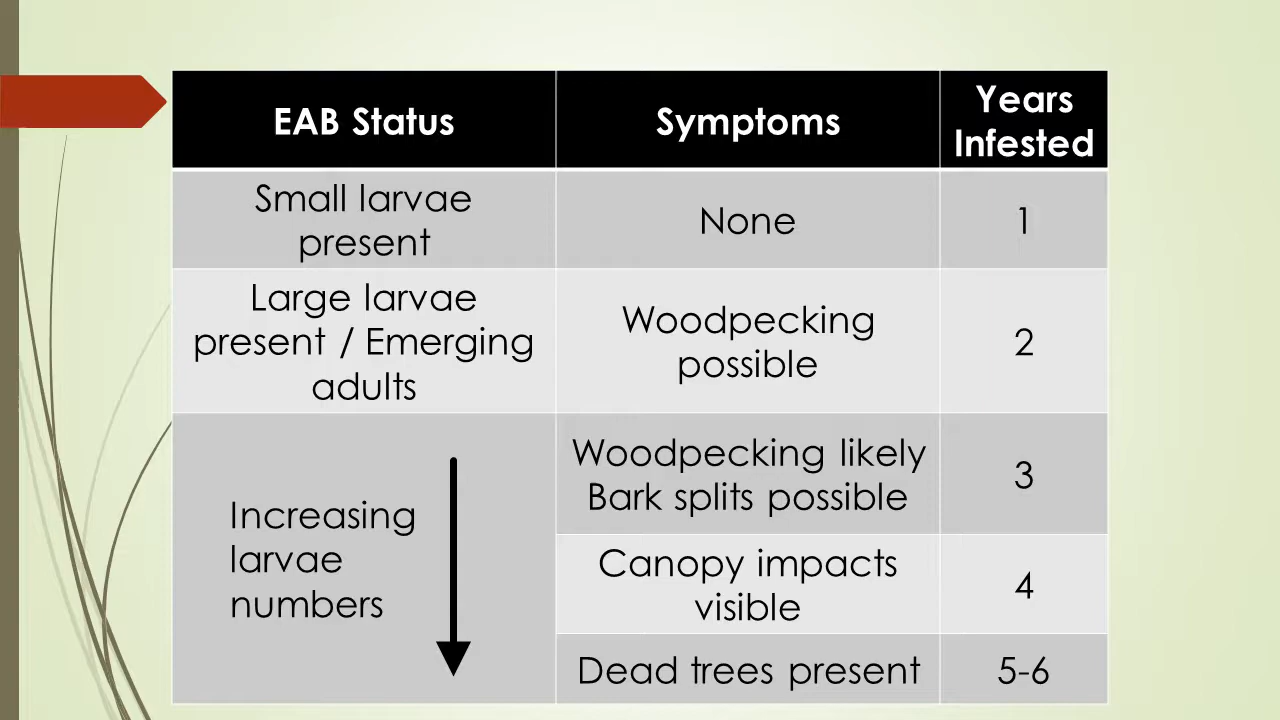 EAB Status
Symptoms
Years
Infested
Small larvae
present
None
1
Large larvae
present / Emerging
adults
Woodpecking
possible
2
Increasing
larvae
numbers
Woodpecking likely
Bark splits possible
3
Canopy impacts
visible
4
Dead trees present
5-6